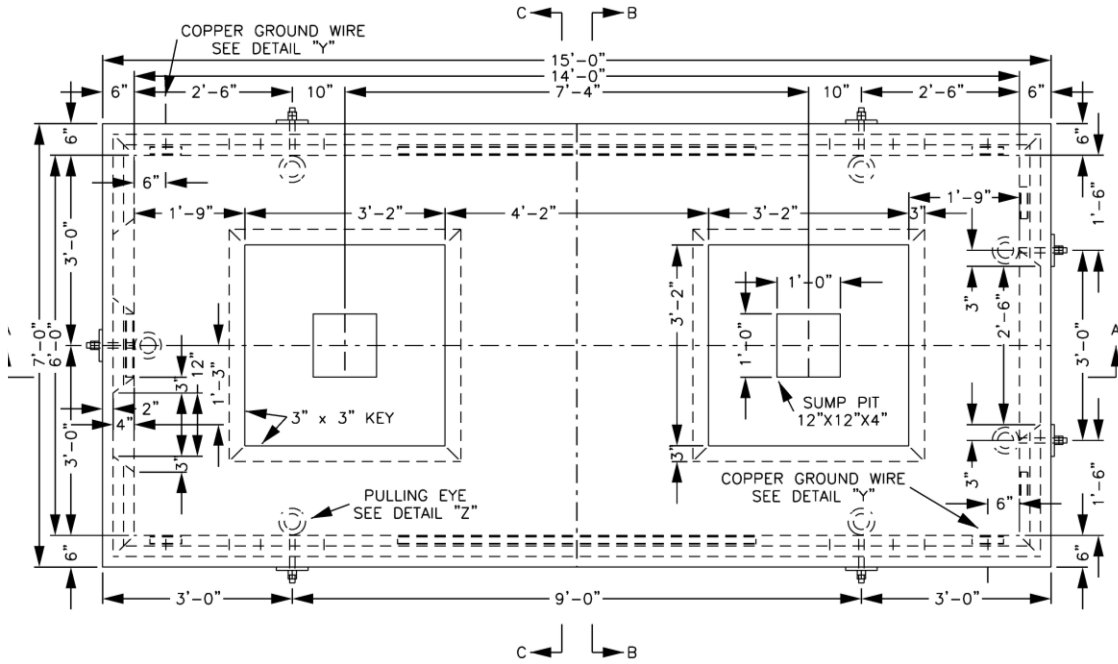 C B
COPPER GROUND WIRE
SEE DETAIL "Y"
15'-0"
14'-0"
6" 2'-6" 10" 7'-4" 10" 2'-6" 6"
6" 6"
6" 1'-9" 1'-6"
1'-9" 3'-2" 4'-2" 3'-2" 3"
3'-0"
1'-0"
3" 2'-6" 3'-0"
3'-2"
7'-0" 6'-0" 1'-0" A
12"
3" 1'-3"
2" 3" x 3" KEY SUMP PIT
4" 12"X12"X4"
3'-0" 3" 3" 3"
COPPER GROUND WIRE
SEE DETAIL "Y"
PULLING EYE
SEE DETAIL "Z"
6" 1'-6"
6" 6"
3'-0" 9'-0" 3'-0"
C B